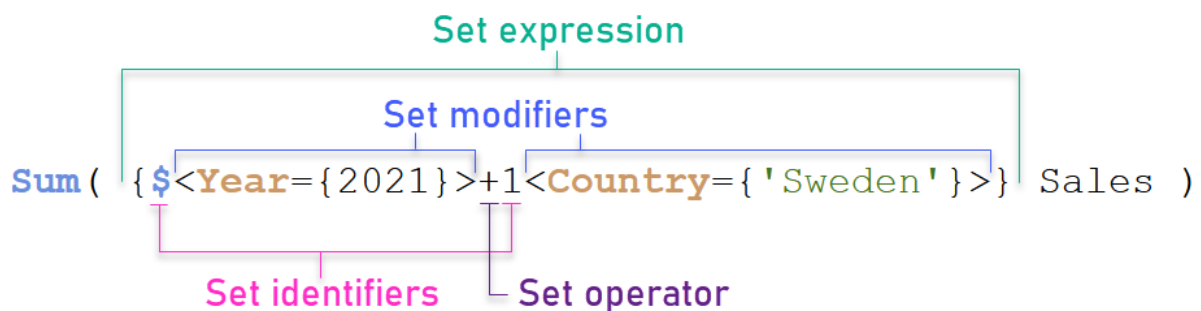 Set expression
Set modifiers
Sum( {$<Year={2021}>+1<Country={'Sweden'}>} Sales )
Set identifiers
Set operator